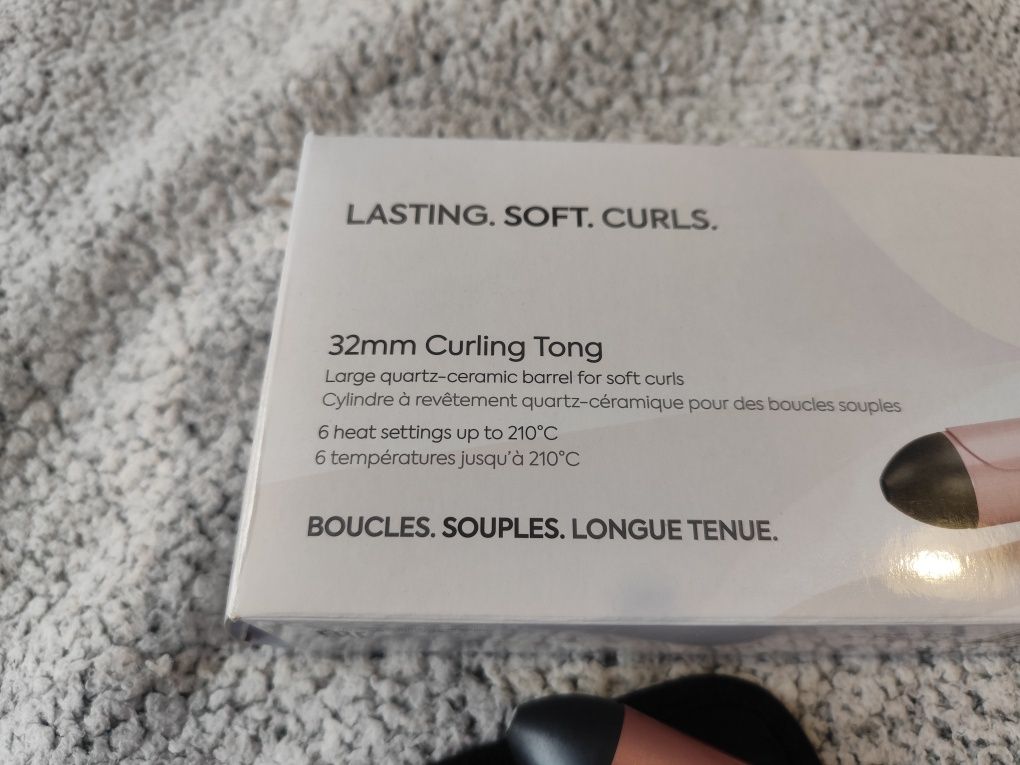 LASTING. SOFT. CURLS.
32mm Curling Tong
Large quartz-ceramic barrel for soft curls
Cylindre à revêtement quartz-céramique pour des boucles souples
6 heat settings up to 210°C
6 températures jusqu'à 210°C
BOUCLES. SOUPLES. LONGUE TENUE.